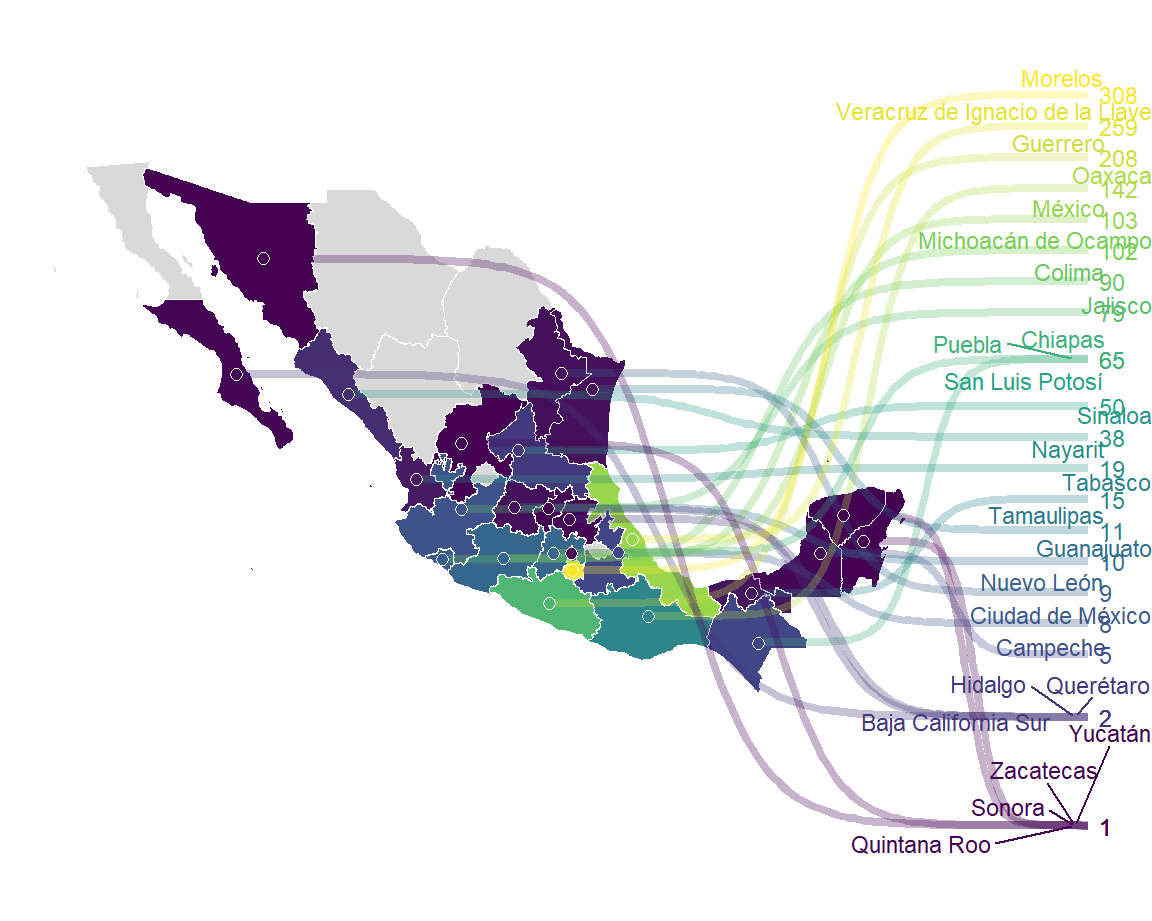 Morelos
308
Veracruz de Ignacio de la Llave
259
Guerrero
208
Oaxaca
142
México
103
Michoacán de Ocampo
102
Colima
90
Jalisco
79
Puebla
Chiapas
65
San Luis Potosí
50
Sinaloa
38
Nayarit
19
Tabasco
15
Tamaulipas
11
Guanajuato
10
Nuevo León
9
Ciudad de México
8
Campeche
5
Hidalgo
Querétaro
Baja California Sur
2
Yucatán
Zacatecas
Sonora
1
Quintana Roo